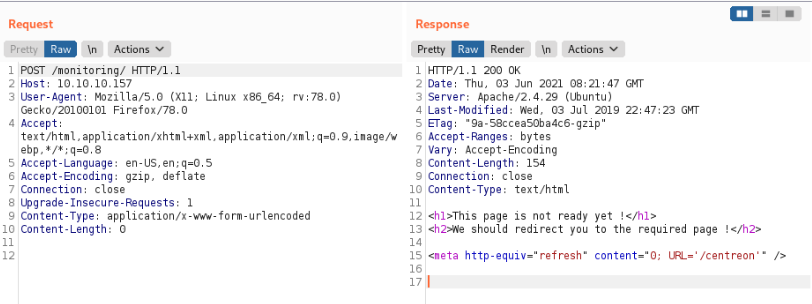 Request
Pretty Raw \n Actions
1 POST /monitoring/ HTTP/1.1
2 Host: 10.10.10.157
3 User-Agent: Mozilla/5.0 (X11; Linux x86_64; rv:78.0)
Gecko/20100101 Firefox/78.0
4 Accept:
text/html,application/xhtml+xml,application/xml;q=0.9,image/w
ebp,*/*;q=0.8
5 Accept-Language: en-US,en;q=0.5
6 Accept-Encoding: gzip, deflate
7 Connection: close
8 Upgrade-Insecure-Requests: 1
9 Content-Type: application/x-www-form-urlencoded
10 Content-Length: 0
11
12
Response
Pretty Raw Render \n Actions
1 HTTP/1.1 200 OK
2 Date: Thu, 03 Jun 2021 08:21:47 GMT
3 Server: Apache/2.4.29 (Ubuntu)
4 Last-Modified: Wed, 03 Jul 2019 22:47:23 GMT
5 ETag: "9a-58ccea50ba4c6-gzip"
6 Accept-Ranges: bytes
7 Vary: Accept-Encoding
8 Content-Length: 154
9 Connection: close
10 Content-Type: text/html
11
12 <h1>This page is not ready yet !</h1>
13 <h2>We should redirect you to the required page !</h2>
14
15 <meta http-equiv="refresh" content="0; URL='/centreon'" />
16
17